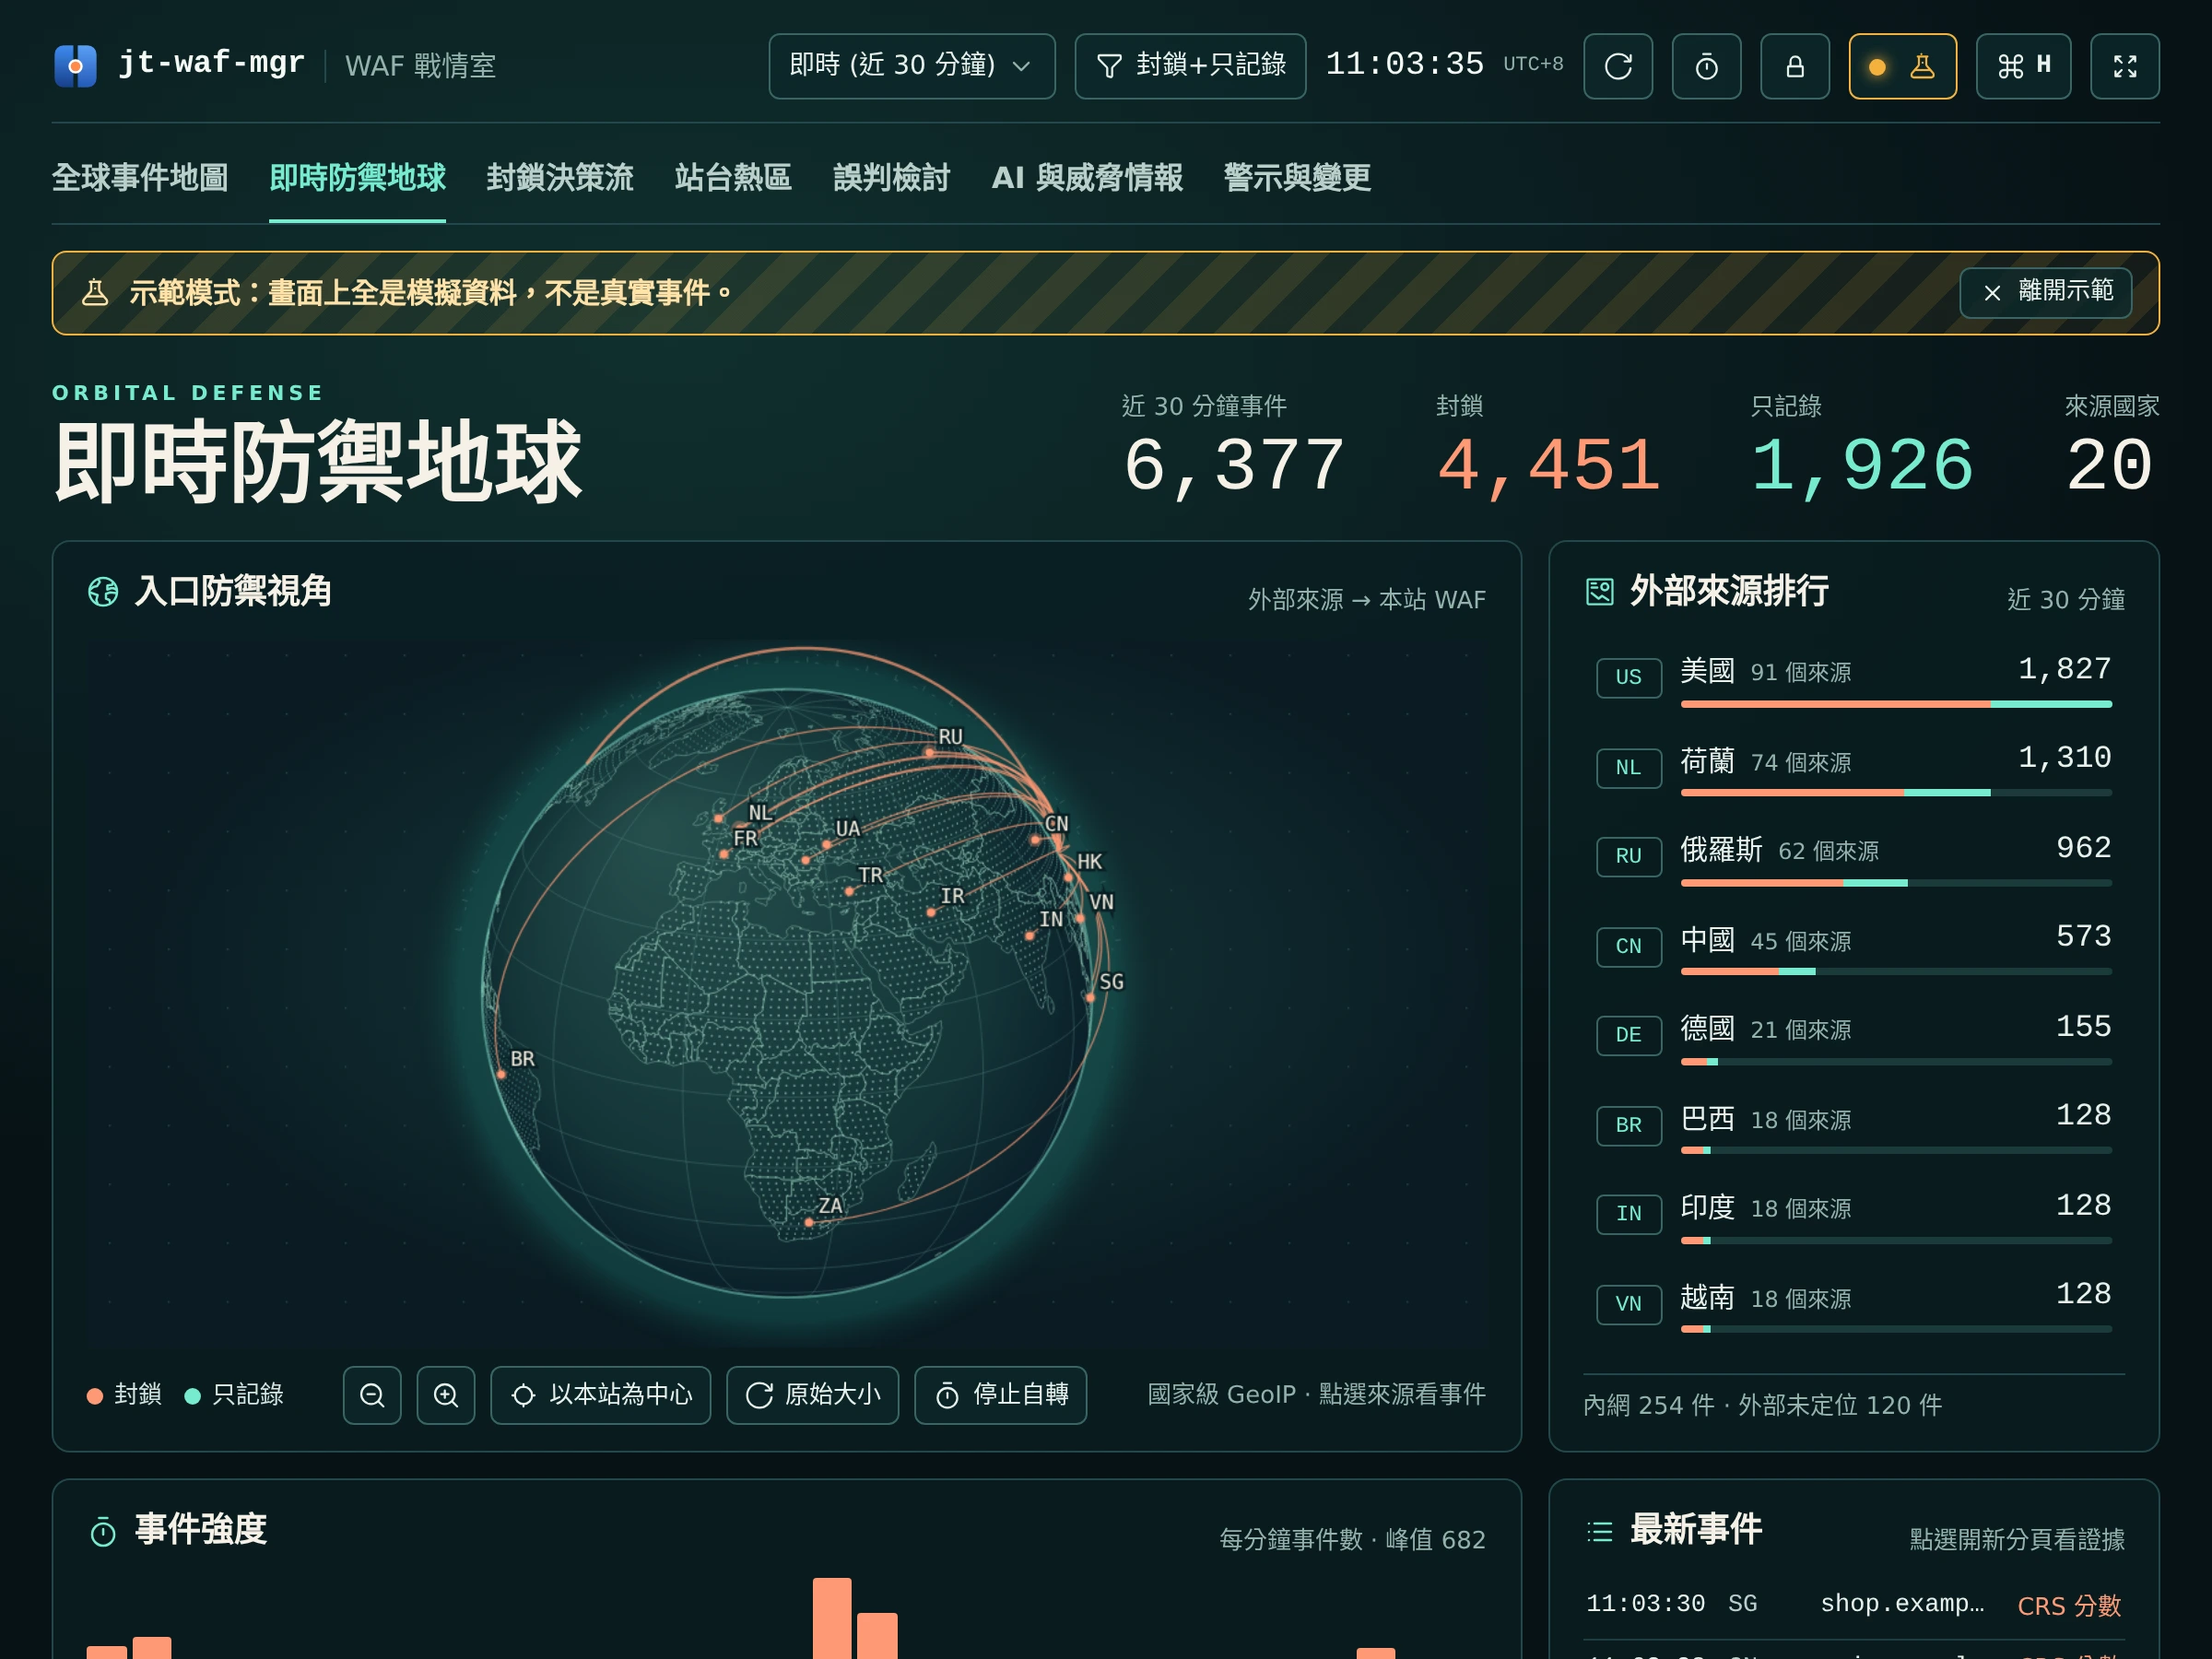 jt-waf-mgr WAF 戰情室 即時 (近 30 分鐘) 封鎖+只記錄 11:03:35 UTC+8 ⌘ H
全球事件地圖 即時防禦地球 封鎖決策流 站台熱區 誤判檢討 AI 與威脅情報 警示與變更
示範模式：畫面上全是模擬資料，不是真實事件。 離開示範
ORBITAL DEFENSE
即時防禦地球
近 30 分鐘事件 封鎖 只記錄 來源國家
6,377 4,451 1,926 20
入口防禦視角 外部來源 → 本站 WAF
RU
NL
FR
UA
CN
HK
TR
IR
VN
IN
SG
BR
ZA
封鎖 只記錄 以本站為中心 原始大小 停止自轉 國家級 GeoIP · 點選來源看事件
外部來源排行 近 30 分鐘
US 美國 91 個來源 1,827
NL 荷蘭 74 個來源 1,310
RU 俄羅斯 62 個來源 962
CN 中國 45 個來源 573
DE 德國 21 個來源 155
BR 巴西 18 個來源 128
IN 印度 18 個來源 128
VN 越南 18 個來源 128
內網 254 件 · 外部未定位 120 件
事件強度 每分鐘事件數 · 峰值 682
最新事件 點選開新分頁看證據
11:03:30 SG shop.examp… CRS 分數